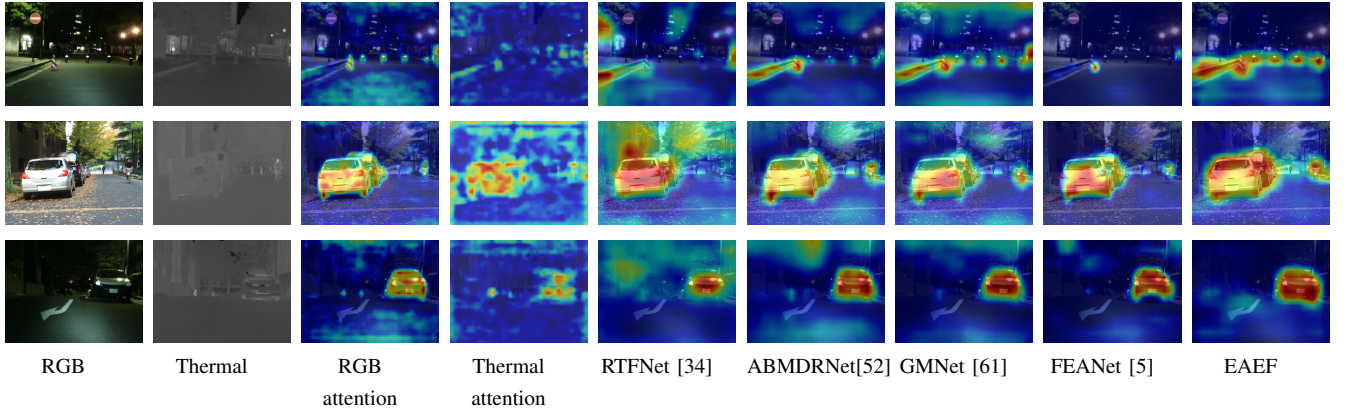 RGB Thermal RGB Thermal RTFNet [34] ABMDRNet[52] GMNet [61] FEANet [5] EAEF
attention attention